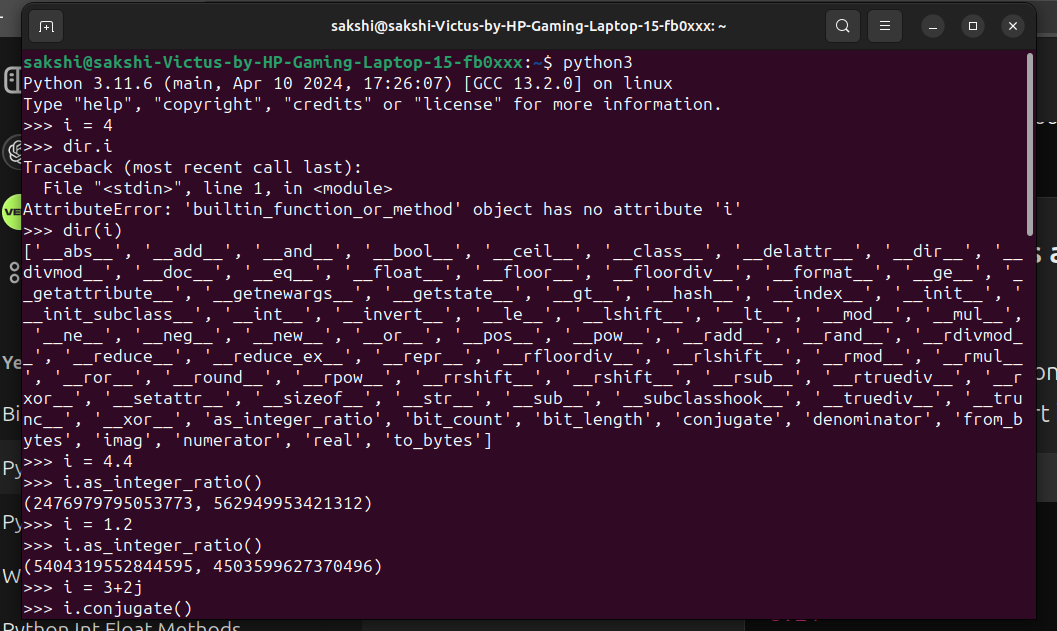 sakshi@sakshi-Victus-by-HP-Gaming-Laptop-15-fb0xxx: ~
sakshi@sakshi-Victus-by-HP-Gaming-Laptop-15-fb0xxx:~$ python3
Python 3.11.6 (main, Apr 10 2024, 17:26:07) [GCC 13.2.0] on linux
Type "help", "copyright", "credits" or "license" for more information.
>>> i = 4
>>> dir.i
Traceback (most recent call last):
  File "<stdin>", line 1, in <module>
AttributeError: 'builtin_function_or_method' object has no attribute 'i'
>>> dir(i)
['__abs__', '__add__', '__and__', '__bool__', '__ceil__', '__class__', '__delattr__', '__dir__', '__
divmod__', '__doc__', '__eq__', '__float__', '__floor__', '__floordiv__', '__format__', '__ge__', '_
_getattribute__', '__getnewargs__', '__getstate__', '__gt__', '__hash__', '__index__', '__init__', '
__init_subclass__', '__int__', '__invert__', '__le__', '__lshift__', '__lt__', '__mod__', '__mul__',
 '__ne__', '__neg__', '__new__', '__or__', '__pos__', '__pow__', '__radd__', '__rand__', '__rdivmod_
_', '__reduce__', '__reduce_ex__', '__repr__', '__rfloordiv__', '__rlshift__', '__rmod__', '__rmul__
', '__ror__', '__round__', '__rpow__', '__rrshift__', '__rshift__', '__rsub__', '__rtruediv__', '__r
xor__', '__setattr__', '__sizeof__', '__str__', '__sub__', '__subclasshook__', '__truediv__', '__tru
nc__', '__xor__', 'as_integer_ratio', 'bit_count', 'bit_length', 'conjugate', 'denominator', 'from_b
ytes', 'imag', 'numerator', 'real', 'to_bytes']
>>> i = 4.4
>>> i.as_integer_ratio()
(2476979795053773, 562949953421312)
>>> i = 1.2
>>> i.as_integer_ratio()
(5404319552844595, 4503599627370496)
>>> i = 3+2j
>>> i.conjugate()
Python Int Float Methods